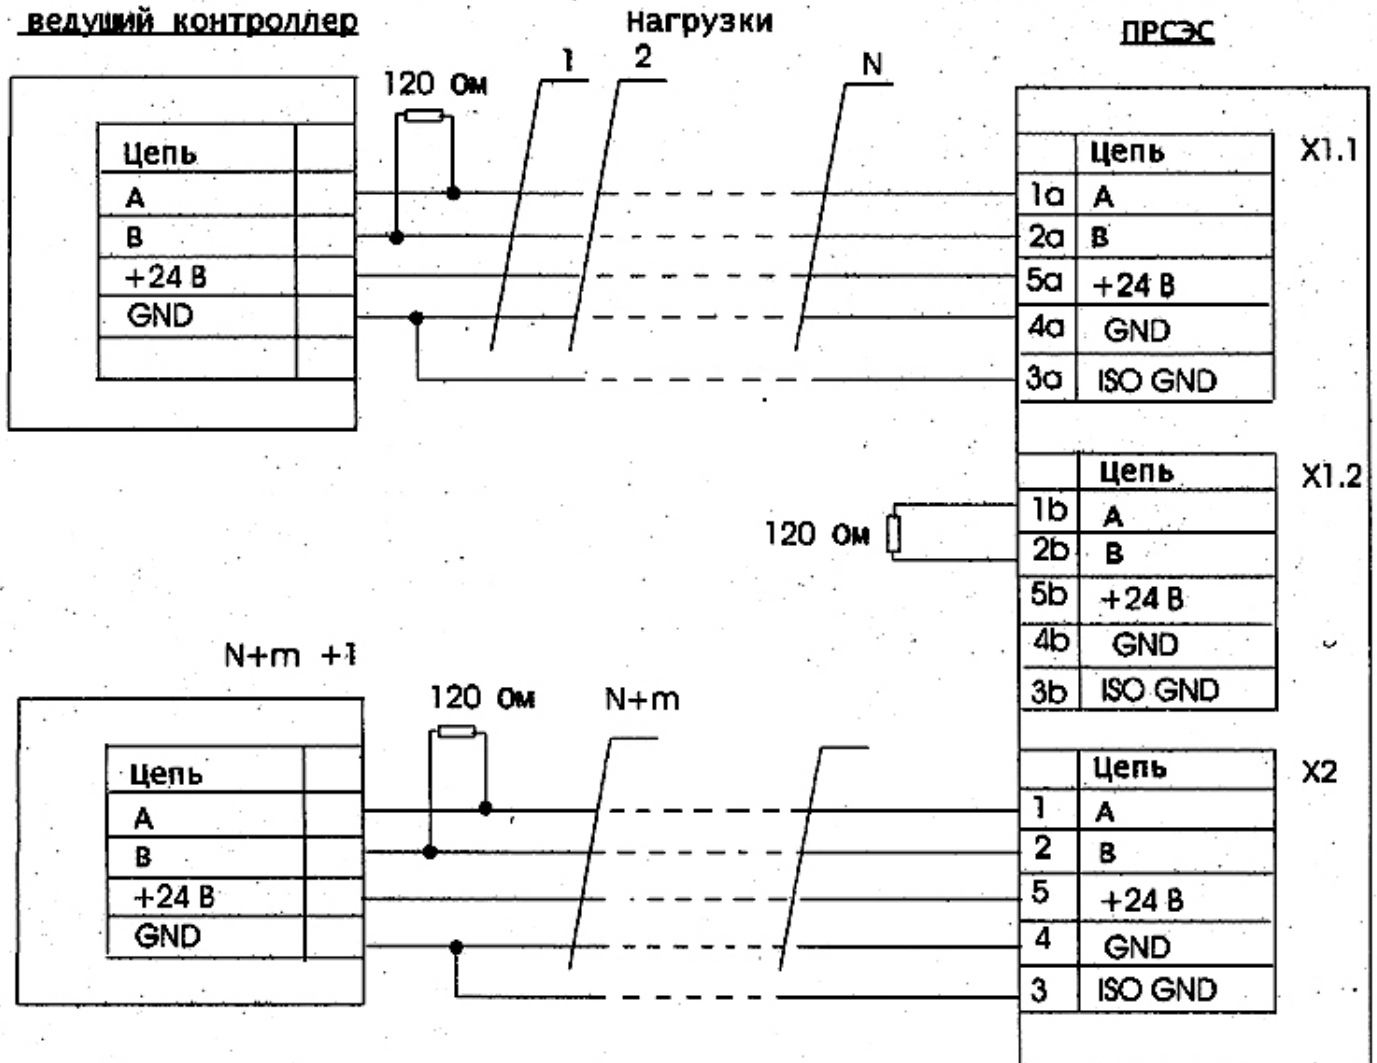 ведущий контроллер
Нагрузки
ПРСЭС
120 Ом
1
2
N
Цепь
A
B
+24 В
GND
X1.1
Цепь
1a A
2a B
5a +24 В
4a GND
3a ISO GND
X1.2
Цепь
1b A
2b B
5b +24 В
4b GND
3b ISO GND
120 Ом
N+m +1
120 Ом
N+m
Цепь
A
B
+24 В
GND
X2
Цепь
1 A
2 B
5 +24 В
4 GND
3 ISO GND